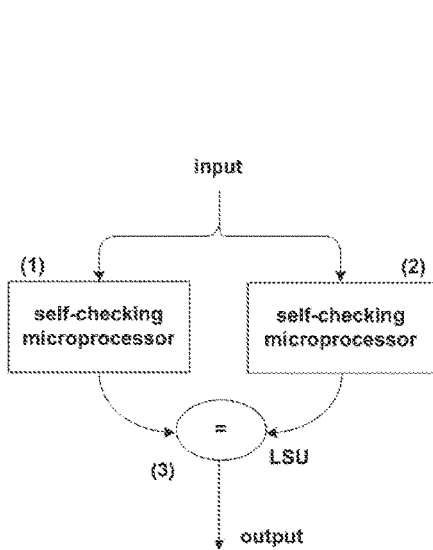 input
(1)
(2)
self-checking
microprocessor
self-checking
microprocessor
=
(3)
LSU
output